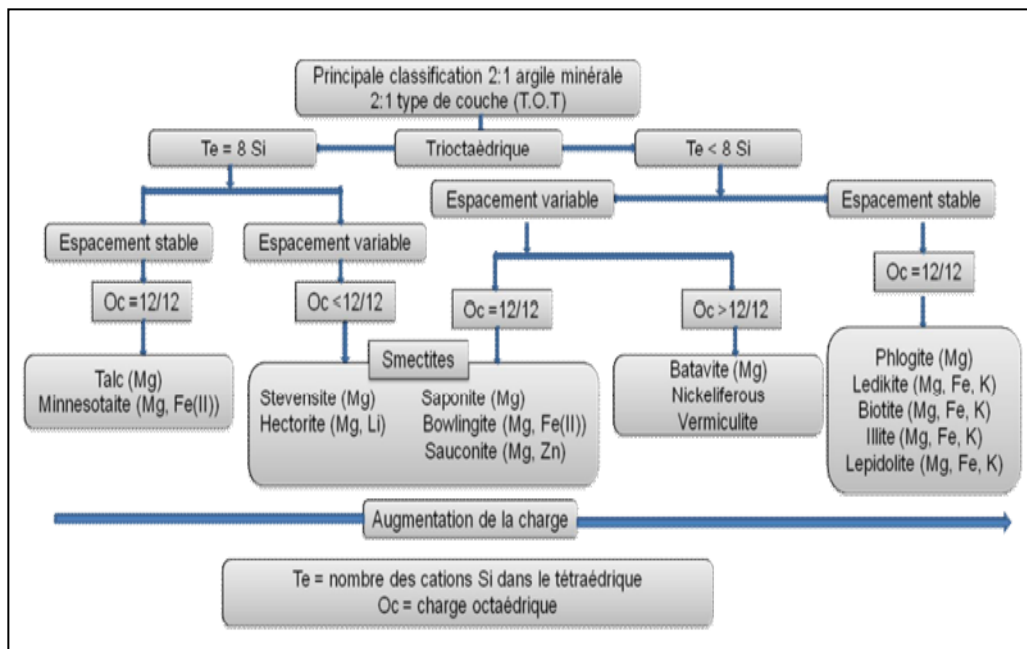 Principale classification 2:1 argile minérale
2:1 type de couche (T.O.T)
Te = 8 Si
Trioctaèdrique
Te < 8 Si
Espacement variable
Espacement stable
Espacement stable
Espacement variable
Oc =12/12
Oc =12/12
Oc <12/12
Oc =12/12
Oc >12/12
Smectites
Talc (Mg)
Minnesotaite (Mg, Fe(II))
Stevensite (Mg)
Hectorite (Mg, Li)
Saponite (Mg)
Bowlingite (Mg, Fe(II))
Sauconite (Mg, Zn)
Batavite (Mg)
Nickeliferous
Vermiculite
Phlogite (Mg)
Ledikite (Mg, Fe, K)
Biotite (Mg, Fe, K)
Illite (Mg, Fe, K)
Lepidolite (Mg, Fe, K)
Augmentation de la charge
Te = nombre des cations Si dans le tétraédrique
Oc = charge octaédrique